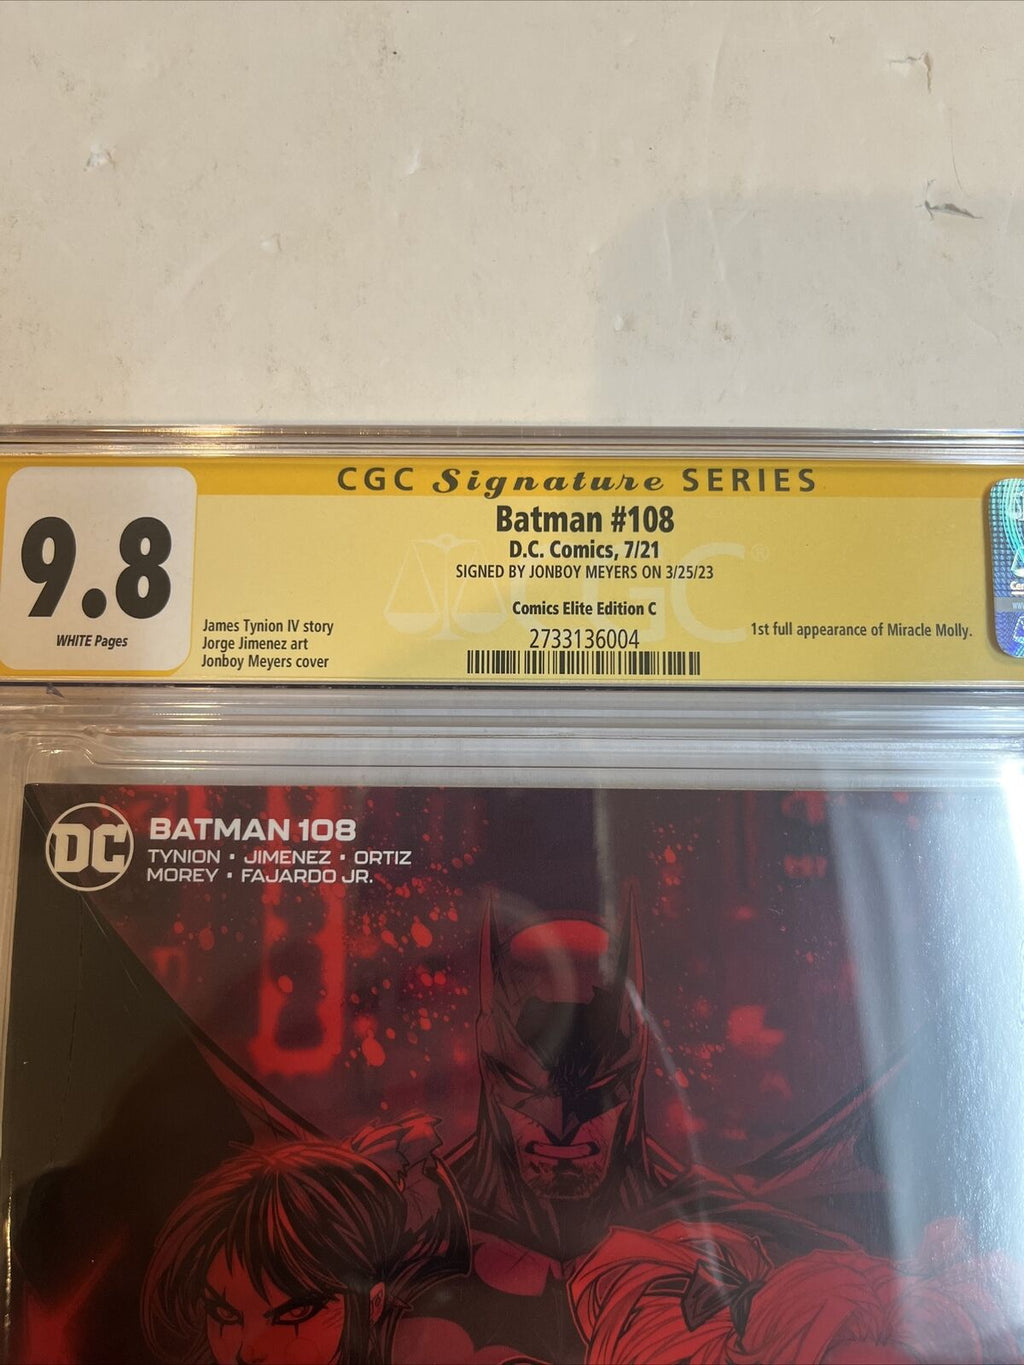 CGC Signature SERIES
9.8
WHITE Pages
Batman #108
D.C. Comics, 7/21
SIGNED BY JONBOY MEYERS ON 3/25/23
Comics Elite Edition C
2733136004
James Tynion IV story
Jorge Jimenez art
Jonboy Meyers cover
1st full appearance of Miracle Molly.
CGC®
DC
BATMAN 108
TYNION • JIMENEZ • ORTIZ
MOREY • FAJARDO JR.